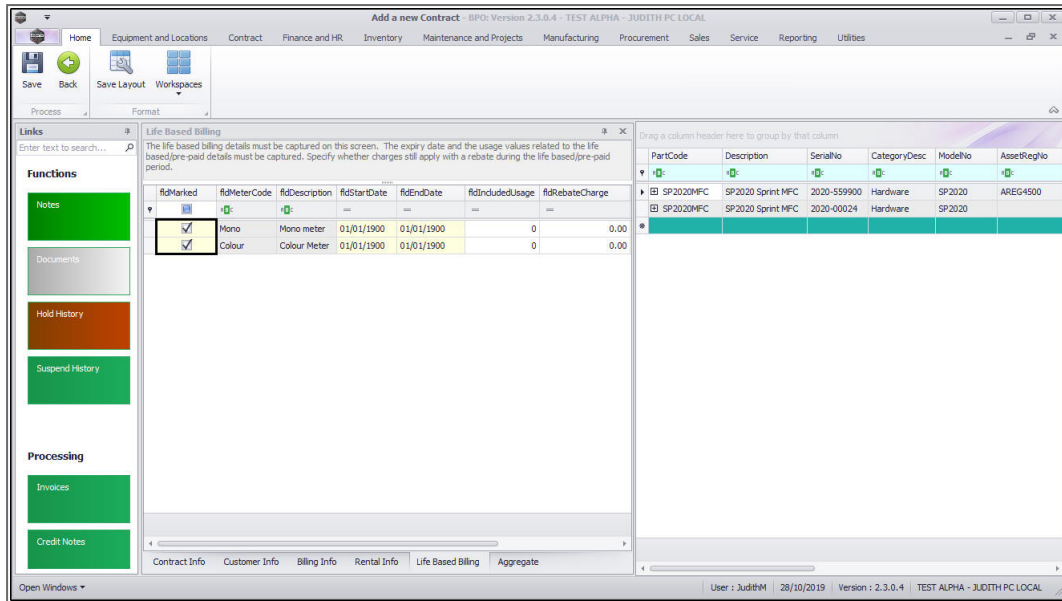 Add a new Contract - BPO: Version 2.3.0.4 - TEST ALPHA - JUDITH PC LOCAL
Home Equipment and Locations Contract Finance and HR Inventory Maintenance and Projects Manufacturing Procurement Sales Service Reporting Utilities
Save Back Save Layout Workspaces
Process Format
Links
Enter text to search...
Functions
Notes
Documents
Hold History
Suspend History
Processing
Invoices
Credit Notes
Life Based Billing
The life based billing details must be captured on this screen. The expiry date and the usage values related to the life
based/pre-paid details must be captured. Specify whether charges still apply with a rebate during the life based/pre-paid
period.
fldMarked fldMeterCode fldDescription fldStartDate fldEndDate fldIncludedUsage fldRebateCharge
= = = =
Mono Mono meter 01/01/1900 01/01/1900 0 0.00
Colour Colour Meter 01/01/1900 01/01/1900 0 0.00
Contract Info Customer Info Billing Info Rental Info Life Based Billing Aggregate
Drag a column header here to group by that column
PartCode Description SerialNo CategoryDesc ModelNo AssetRegNo
SP2020MFC SP2020 Sprint MFC 2020-559900 Hardware SP2020 AREG4500
SP2020MFC SP2020 Sprint MFC 2020-00024 Hardware SP2020
Open Windows User : JudithM 28/10/2019 Version : 2.3.0.4 TEST ALPHA - JUDITH PC LOCAL